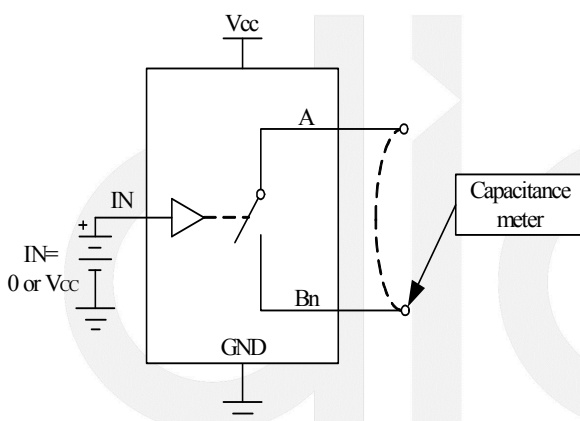 Vcc
A
IN
+
IN=
0 or VCC
Capacitance
meter
Bn
GND